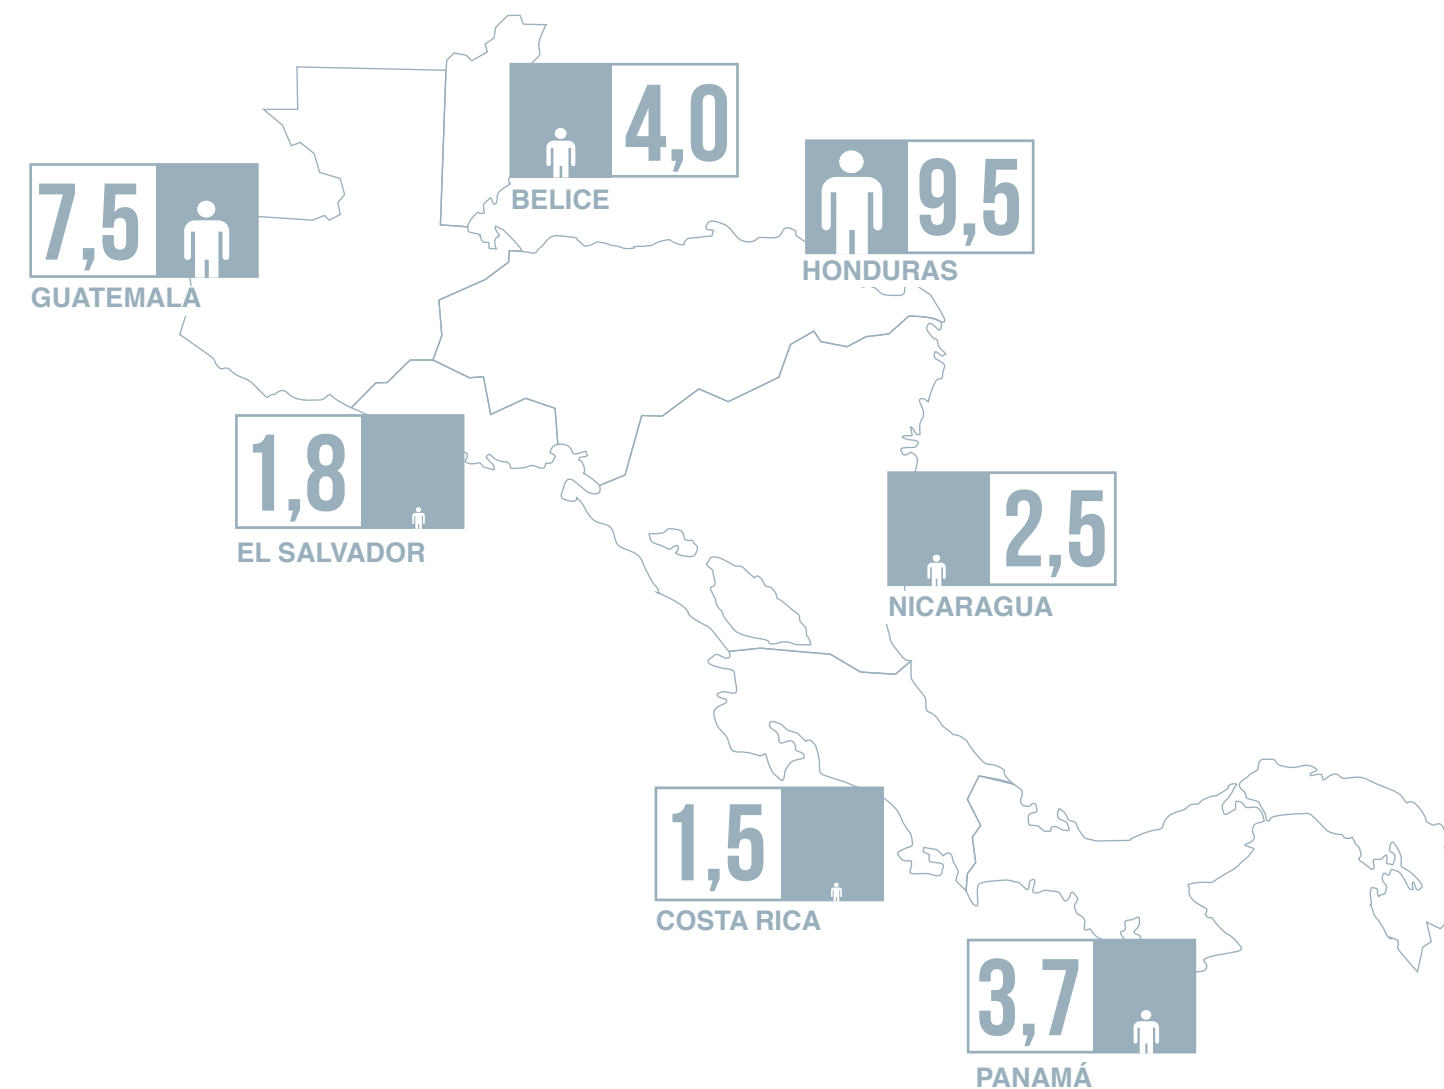 4,0
BELICE
9,5
HONDURAS
7,5
GUATEMALA
1,8
EL SALVADOR
2,5
NICARAGUA
1,5
COSTA RICA
3,7
PANAMÁ